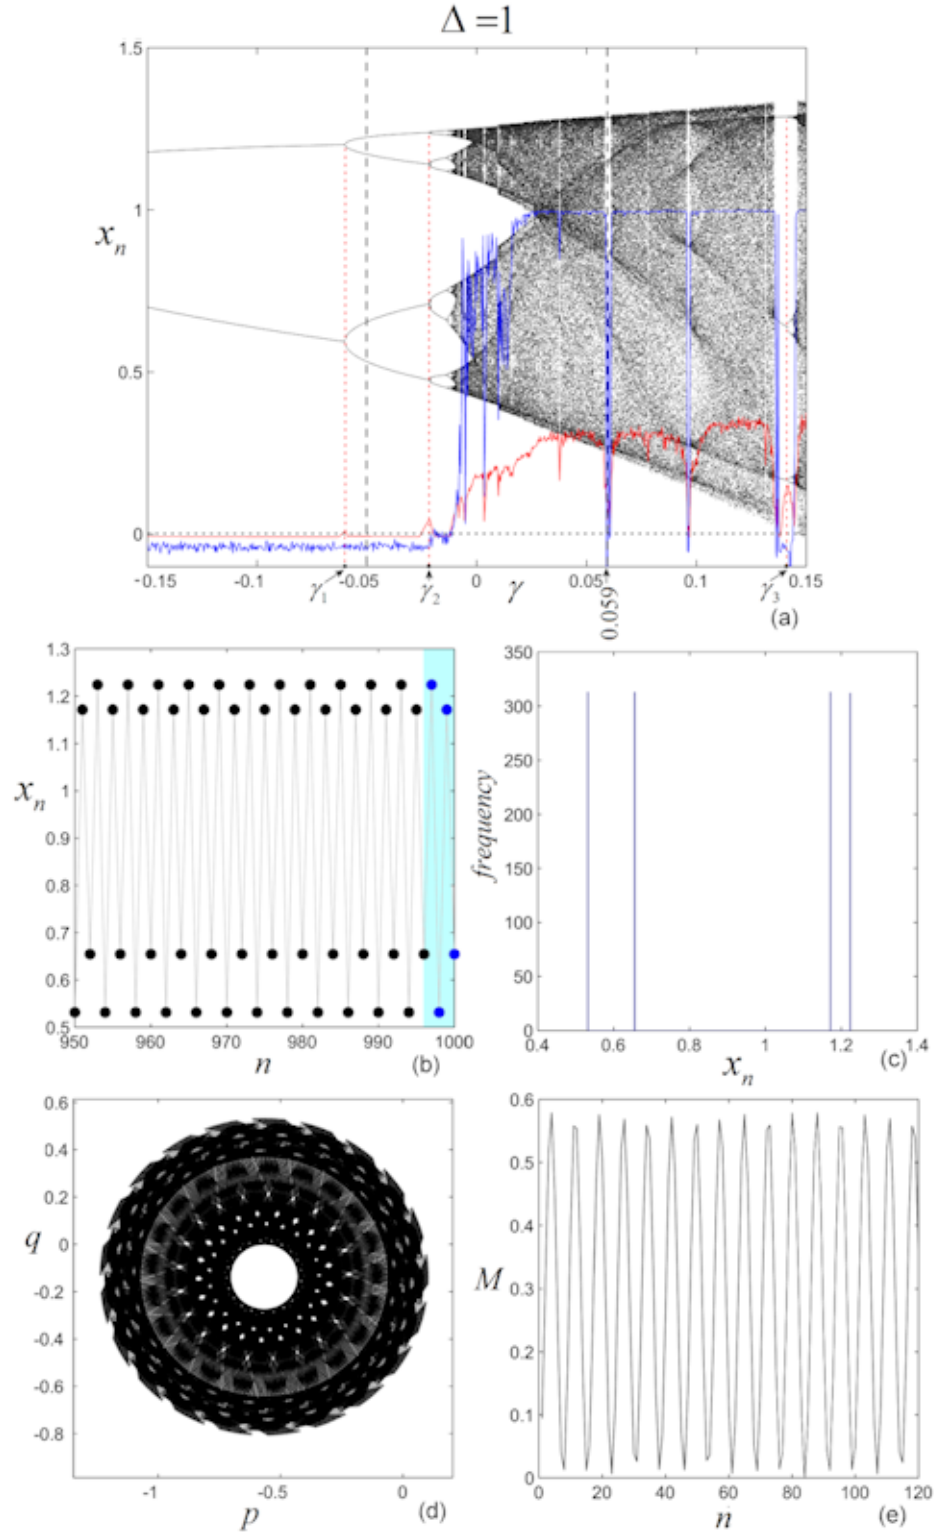 Δ = 1
1.5
1
0.5
0
x_n
-0.15 -0.1 -0.05 0 0.05 0.1 0.15
γ₁ γ₂ γ 0.059 γ₃
(a)
1.3
1.2
1.1
1
0.9
0.8
0.7
0.6
0.5
x_n
950 960 970 980 990 1000
n (b)
350
300
250
200
150
100
50
0
frequency
0.4 0.6 0.8 1 1.2 1.4
x_n (c)
0.6
0.4
0.2
0
-0.2
-0.4
-0.6
-0.8
q
-1 -0.5 0
p (d)
0.6
0.5
0.4
0.3
0.2
0.1
0
M
0 20 40 60 80 100 120
n (e)